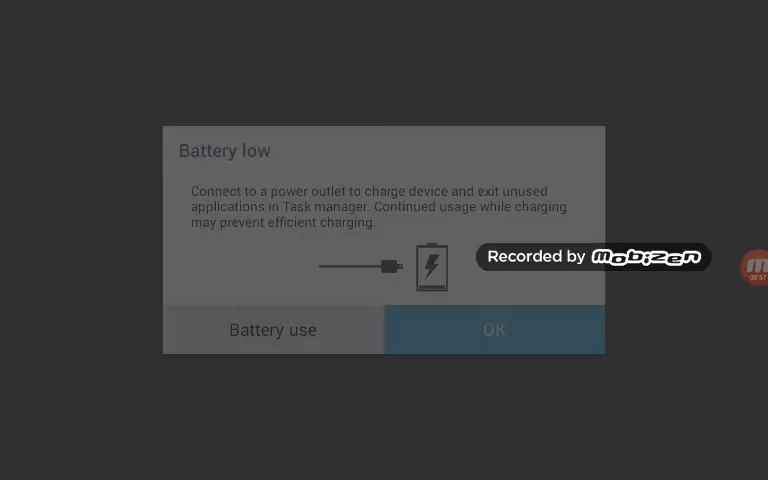 Battery low
Connect to a power outlet to charge device and exit unused
applications in Task manager. Continued usage while charging
may prevent efficient charging.
Recorded by mobizen
Battery use
OK